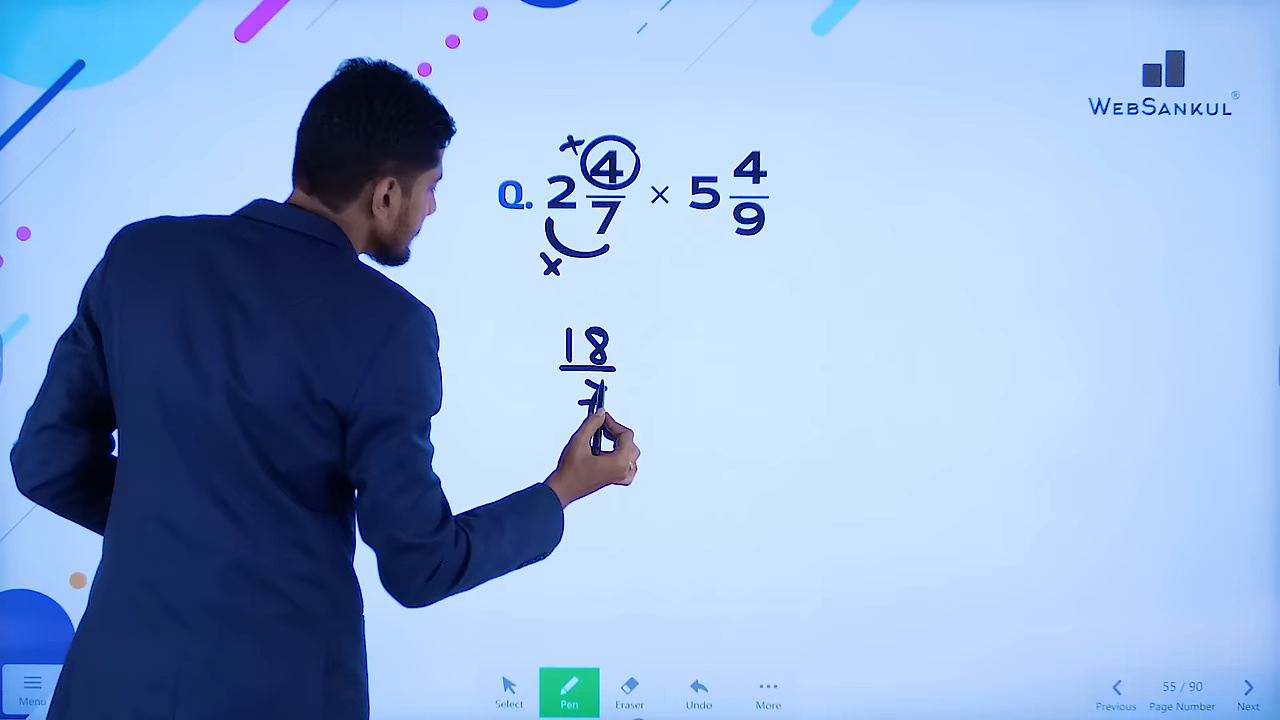 WEBSANKUL®
Q. 2 4/7 × 5 4/9
x
x
18/7
Menu
Select Pen Eraser Undo More
Previous 55 / 90 Page Number Next